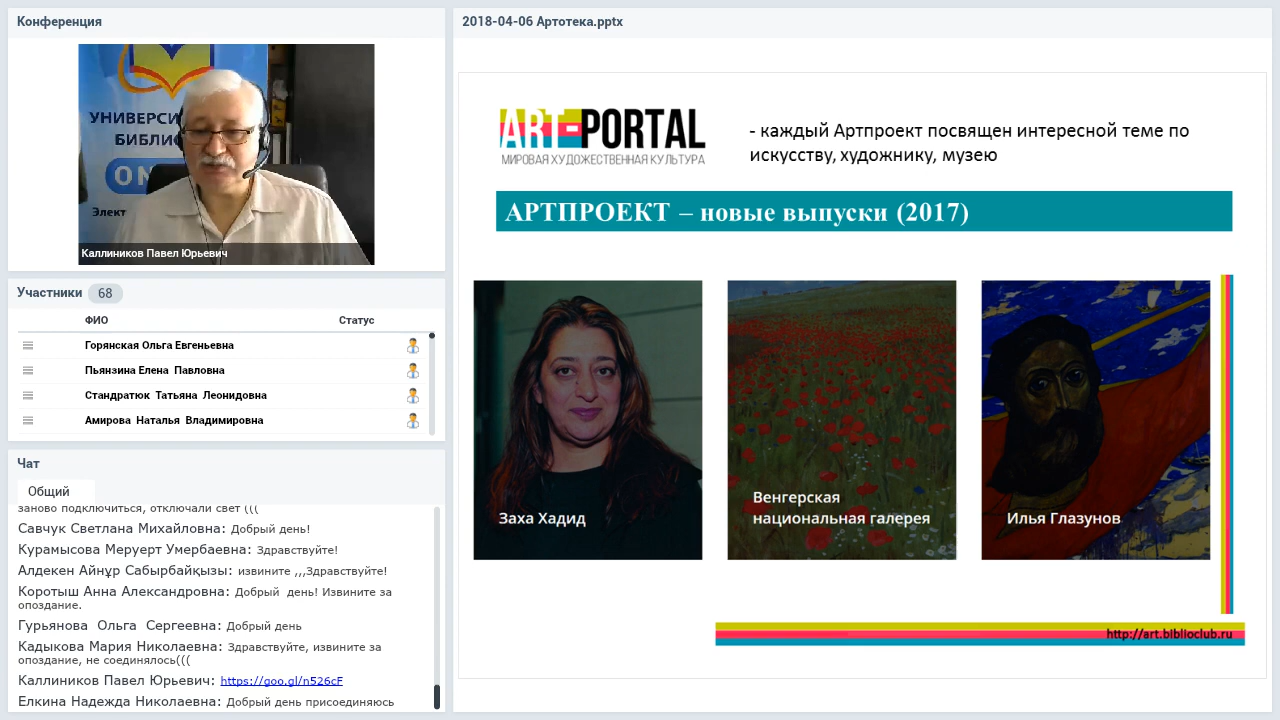 Конференция
УНИВЕРСИ
БИБЛИО
ON
Элект
Каллиников Павел Юрьевич
Участники 68
ФИО Статус
Горянская Ольга Евгеньевна
Пьянзина Елена Павловна
Стандратюк Татьяна Леонидовна
Амирова Наталья Владимировна
Чат
Общий
заново подключиться, отключали свет (((
Савчук Светлана Михайловна: Добрый день!
Курамысова Меруерт Умербаевна: Здравствуйте!
Алдекен Айнұр Сабырбайқызы: извините ,,,Здравствуйте!
Коротыш Анна Александровна: Добрый день! Извините за
опоздание.
Гурьянова Ольга Сергеевна: Добрый день
Кадыкова Мария Николаевна: Здравствуйте, извините за
опоздание, не соединялось(((
Каллиников Павел Юрьевич: https://goo.gl/n526cF
Елкина Надежда Николаевна: Добрый день присоединяюсь
2018-04-06 Артотека.pptx
ART-PORTAL
МИРОВАЯ ХУДОЖЕСТВЕННАЯ КУЛЬТУРА
- каждый Артпроект посвящен интересной теме по
искусству, художнику, музею
АРТПРОЕКТ – новые выпуски (2017)
Заха Хадид
Венгерская
национальная галерея
Илья Глазунов
http://art.biblioclub.ru